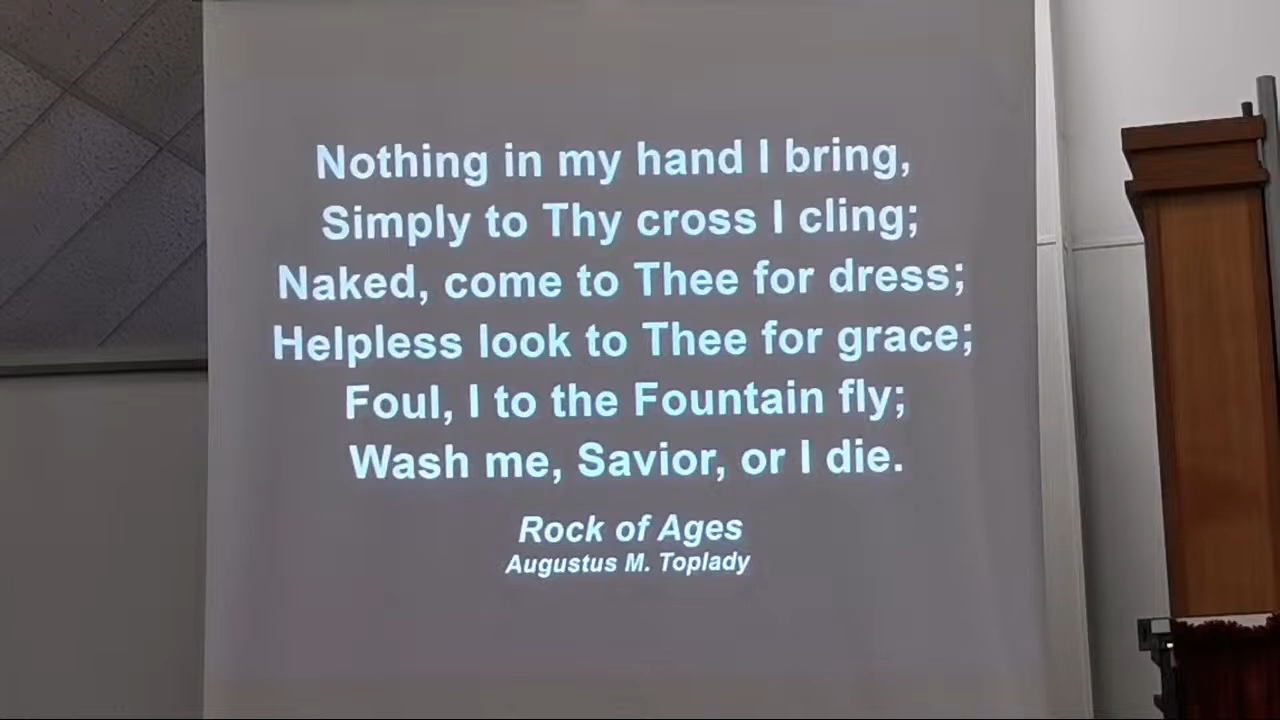 Nothing in my hand I bring,
Simply to Thy cross I cling;
Naked, come to Thee for dress;
Helpless look to Thee for grace;
Foul, I to the Fountain fly;
Wash me, Savior, or I die.
Rock of Ages
Augustus M. Toplady